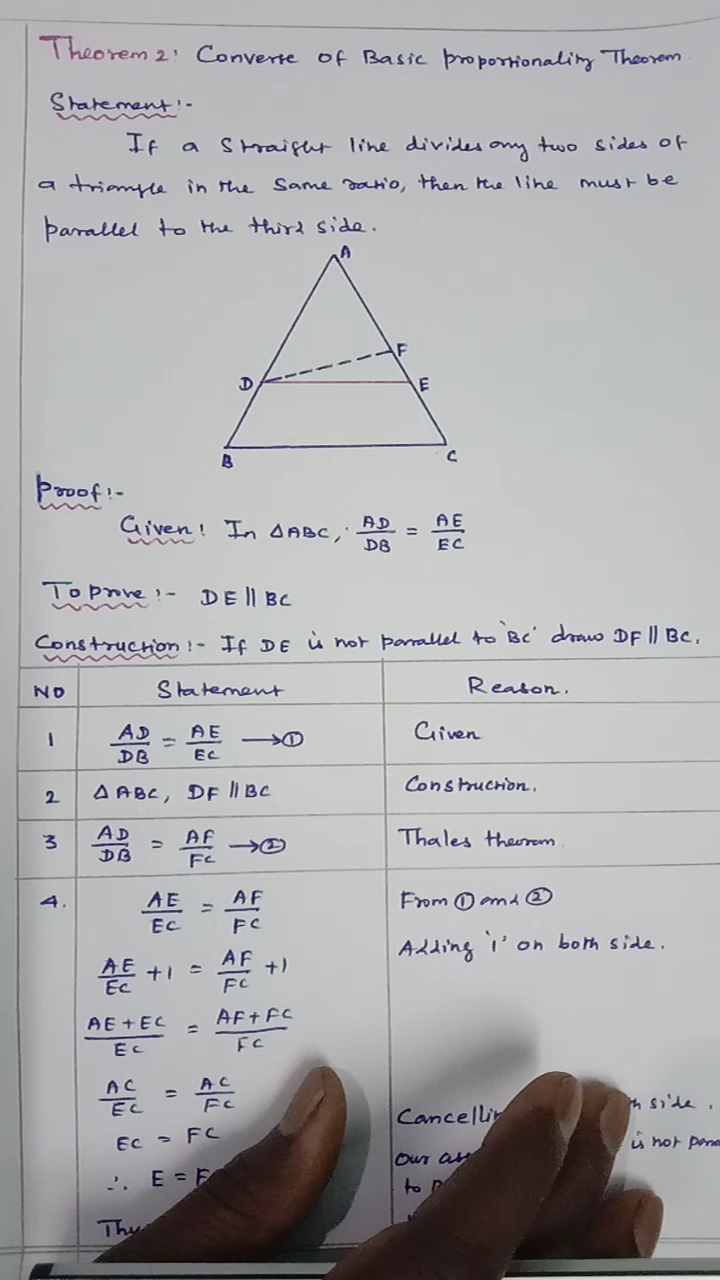 Theorem 2: Converse of Basic proportionality Theorem.
Statement:-
If a straight line divides any two sides of
a triangle in the same ratio, then the line must be
parallel to the third side.
A
F
D E
B C
Proof:-
Given: In △ABC, AD/DB = AE/EC
To prove:- DE || BC
Construction:- If DE is not parallel to 'BC' draw DF || BC.
NO Statement Reason.
1 AD/DB = AE/EC → ① Given
2 △ ABC, DF || BC Construction.
3 AD/DB = AF/FC → ② Thales theorem
4. AE/EC = AF/FC From ① and ②
AE/EC + 1 = AF/FC + 1 Adding '1' on both side.
AE + EC/EC = AF + FC/FC
AC/EC = AC/FC
EC = FC side.
∴ E = is not
to